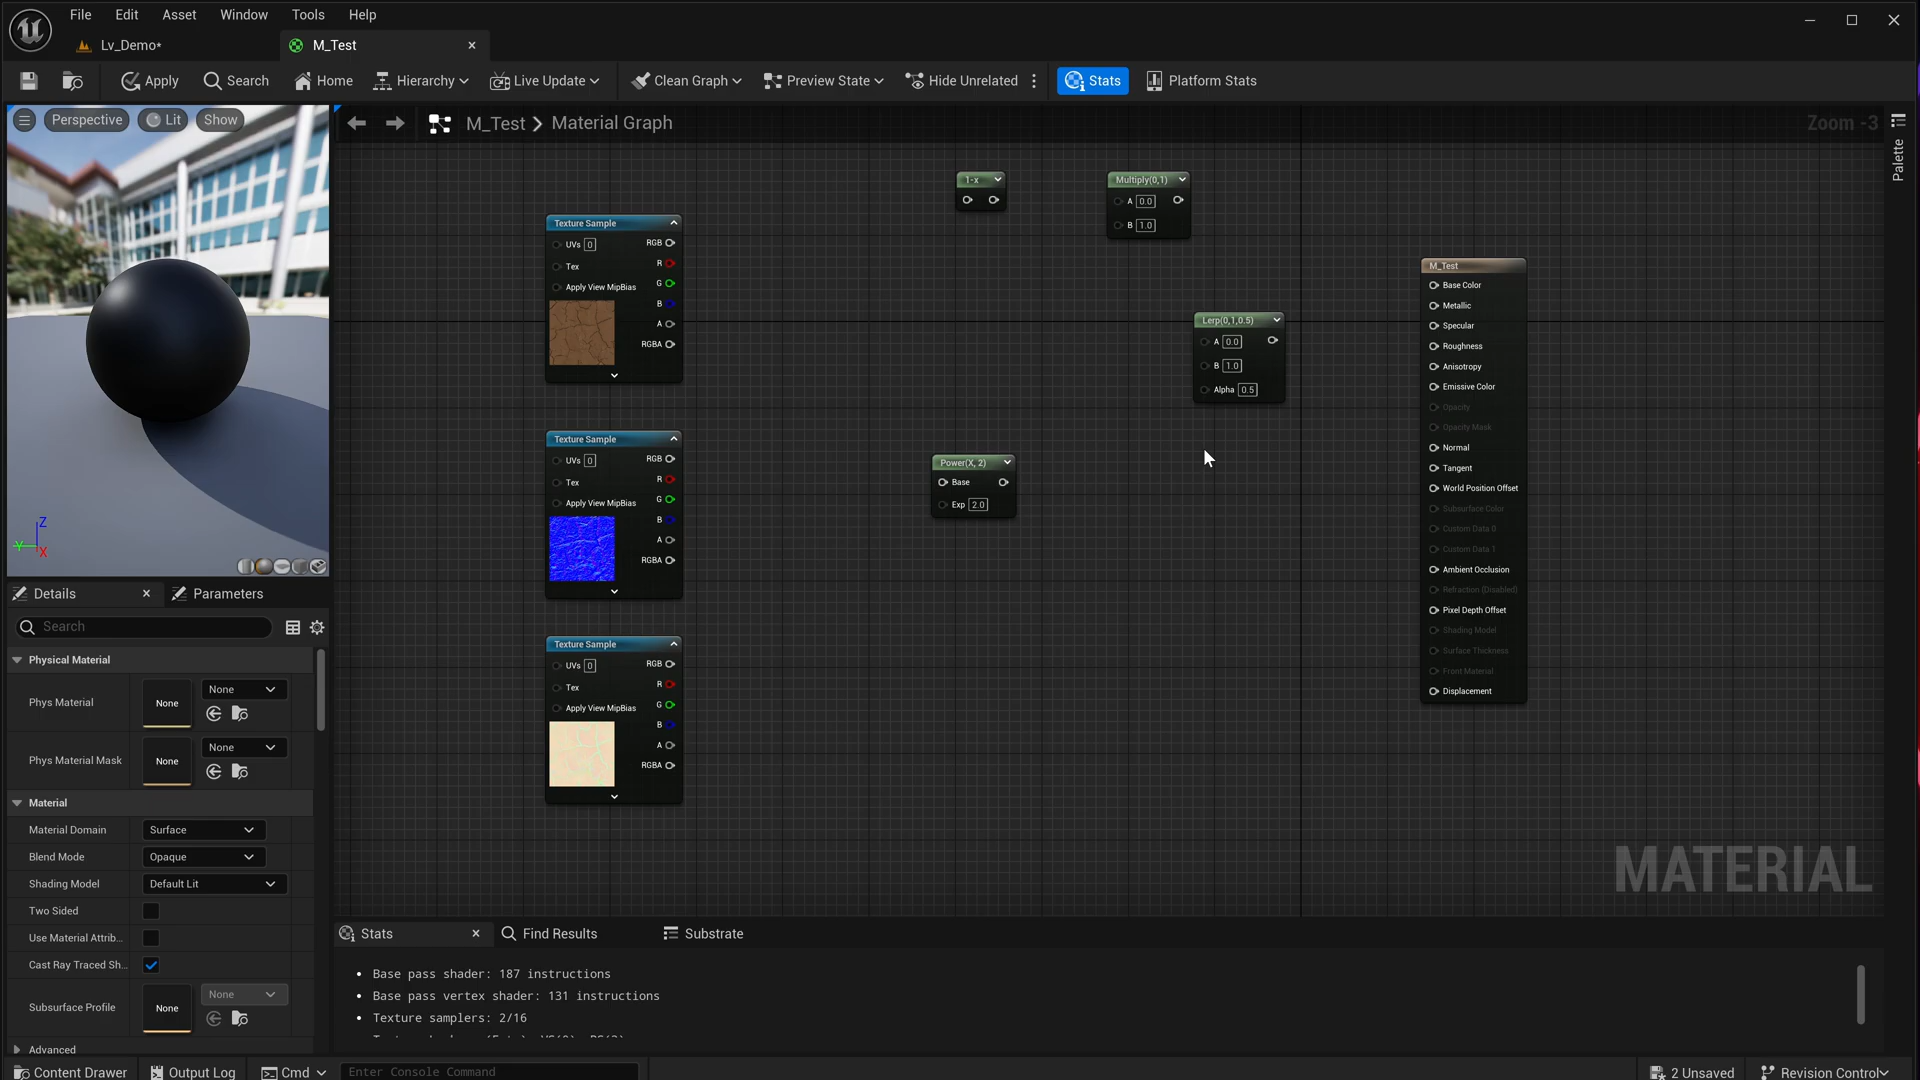 File Edit Asset Window Tools Help
Lv_Demo*
M_Test
Apply Search Home Hierarchy Live Update Clean Graph Preview State Hide Unrelated Stats Platform Stats
Perspective Lit Show
M_Test > Material Graph
Zoom -3
Palette
1-x
Multiply(0,1)
A 0.0
B 1.0
Texture Sample
UVs 0 RGB
R
Tex
G
Apply View MipBias
B
A
RGBA
M_Test
Base Color
Metallic
Specular
Roughness
Anisotropy
Emissive Color
Opacity
Opacity Mask
Normal
Tangent
World Position Offset
Subsurface Color
Custom Data 0
Custom Data 1
Ambient Occlusion
Refraction (Disabled)
Pixel Depth Offset
Shading Model
Surface Thickness
Front Material
Displacement
Lerp(0,1,0.5)
A 0.0
B 1.0
Alpha 0.5
Texture Sample
UVs 0 RGB
R
Tex
G
Apply View MipBias
B
A
RGBA
Power(X, 2)
Base
Exp 2.0
Texture Sample
UVs 0 RGB
R
Tex
G
Apply View MipBias
B
A
RGBA
MATERIAL
Z
Y
X
Details Parameters
Search
Physical Material
Phys Material None None
Phys Material Mask None None
Material
Material Domain Surface
Blend Mode Opaque
Shading Model Default Lit
Two Sided
Use Material Attrib...
Cast Ray Traced Sh...
Subsurface Profile None None
Advanced
Stats Find Results Substrate
• Base pass shader: 187 instructions
• Base pass vertex shader: 131 instructions
• Texture samplers: 2/16
Content Drawer Output Log Cmd Enter Console Command 2 Unsaved Revision Control